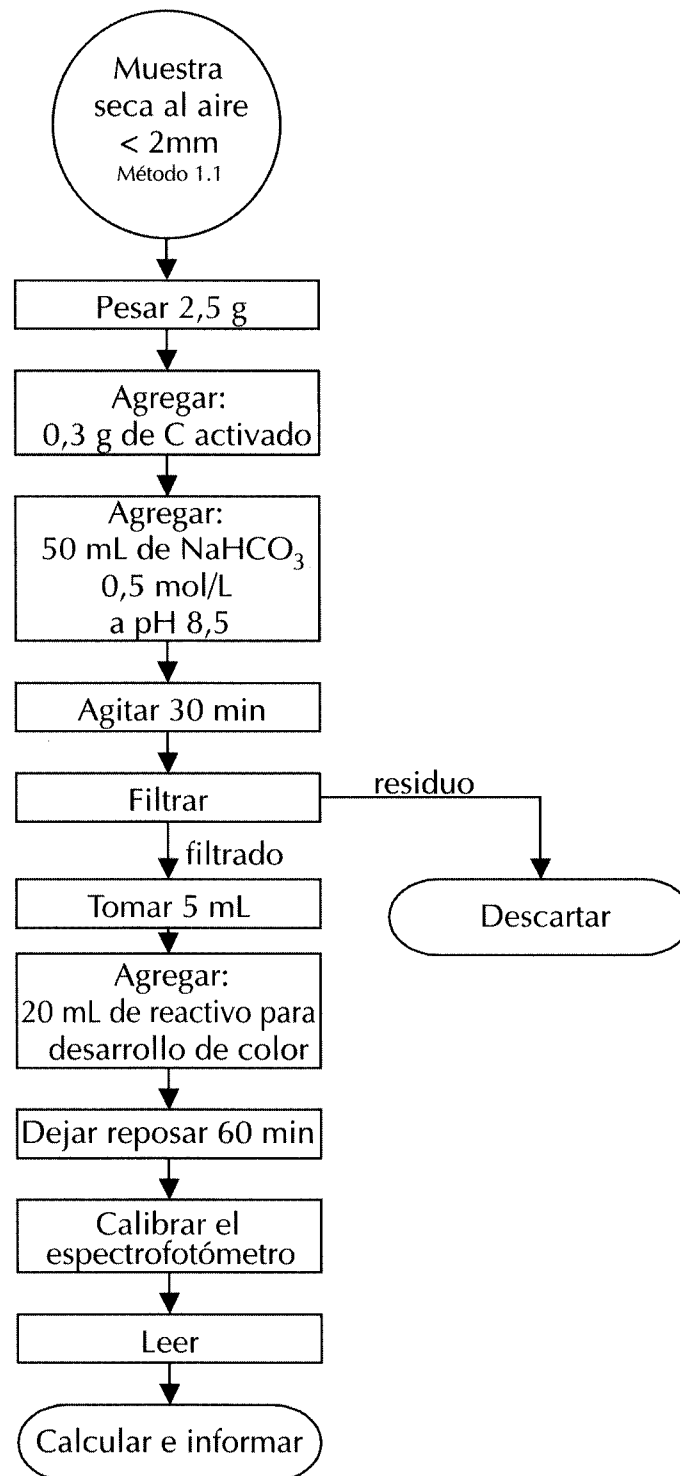 Muestra
seca al aire
< 2mm
Método 1.1
Pesar 2,5 g
Agregar:
0,3 g de C activado
Agregar:
50 mL de NaHCO₃
0,5 mol/L
a pH 8,5
Agitar 30 min
Filtrar
residuo
filtrado
Descartar
Tomar 5 mL
Agregar:
20 mL de reactivo para
desarrollo de color
Dejar reposar 60 min
Calibrar el
espectrofotómetro
Leer
Calcular e informar